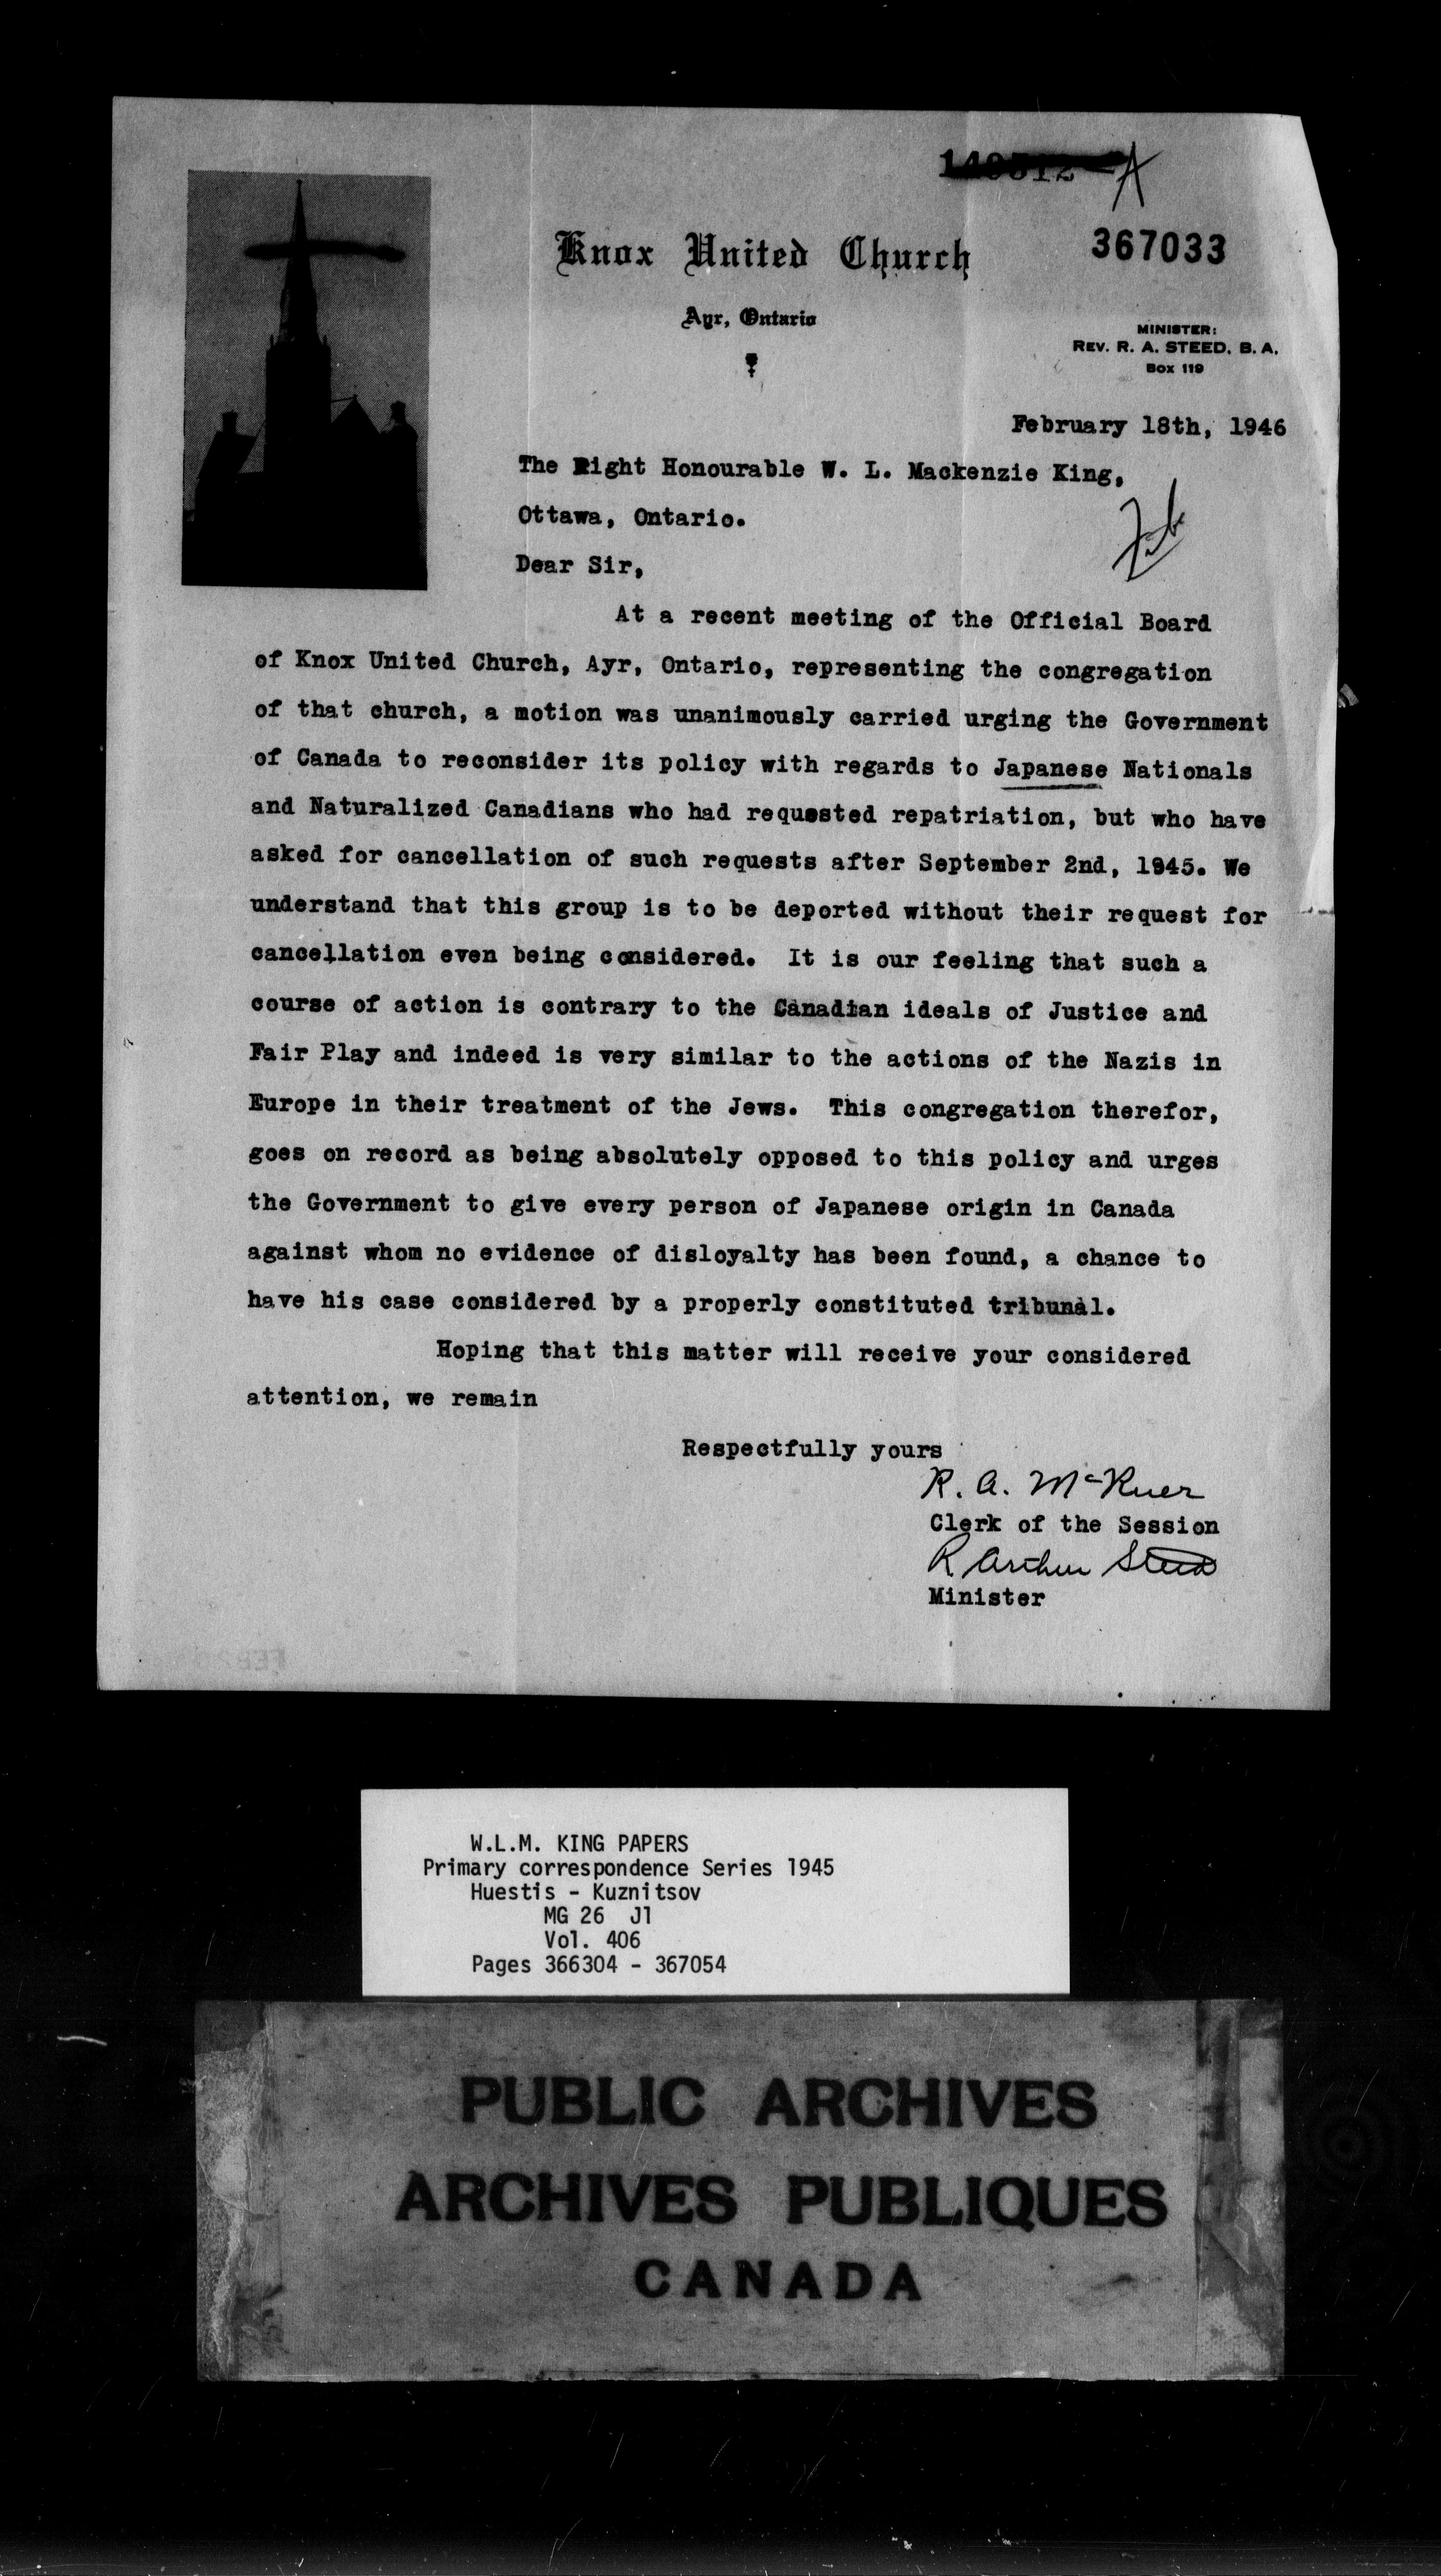 367033
Knox United Church
Ayr, Ontario
MINISTER:
REV. R. A. STEED, B. A.
Box 119
February 18th, 1946
The Right Honourable W. L. Mackenzie King,
Ottawa, Ontario.
Dear Sir,
At a recent meeting of the Official Board
of Knox United Church, Ayr, Ontario, representing the congregation
of that church, a motion was unanimously carried urging the Government
of Canada to reconsider its policy with regards to Japanese Nationals
and Naturalized Canadians who had requested repatriation, but who have
asked for cancellation of such requests after September 2nd, 1945. We
understand that this group is to be deported without their request for
cancellation even being considered. It is our feeling that such a
course of action is contrary to the Canadian ideals of Justice and
Fair Play and indeed is very similar to the actions of the Nazis in
Europe in their treatment of the Jews. This congregation therefor,
goes on record as being absolutely opposed to this policy and urges
the Government to give every person of Japanese origin in Canada
against whom no evidence of disloyalty has been found, a chance to
have his case considered by a properly constituted tribunal.
Hoping that this matter will receive your considered
attention, we remain
Respectfully yours
R. A. McKuer
Clerk of the Session
R Arthur Steed
Minister
W.L.M. KING PAPERS
Primary correspondence Series 1945
Huestis - Kuznitsov
MG 26 J1
Vol. 406
Pages 366304 - 367054
PUBLIC ARCHIVES
ARCHIVES PUBLIQUES
CANADA